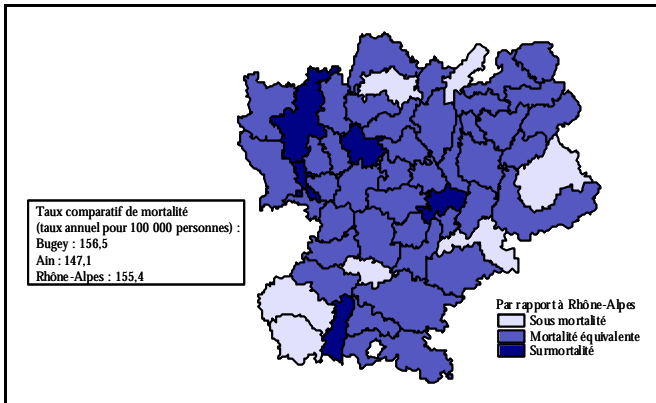 Taux comparatif de mortalité
(taux annuel pour 100 000 personnes) :
Bugey : 156,5
Ain : 147,1
Rhône-Alpes : 155,4
Par rapport à Rhône-Alpes
Sous mortalité
Mortalité équivalente
Surmortalité